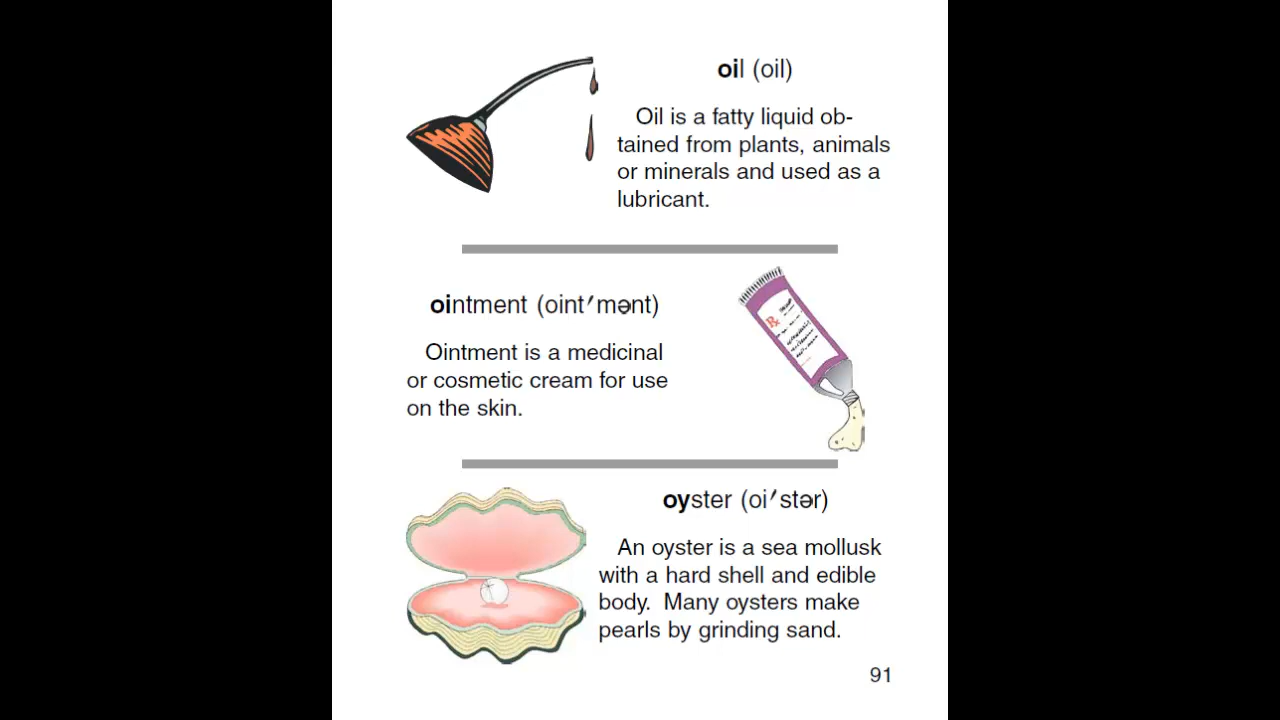 oil (oil)
Oil is a fatty liquid ob-
tained from plants, animals
or minerals and used as a
lubricant.
ointment (oint′mənt)
Ointment is a medicinal
or cosmetic cream for use
on the skin.
Rx
oyster (oi′stər)
An oyster is a sea mollusk
with a hard shell and edible
body. Many oysters make
pearls by grinding sand.
91